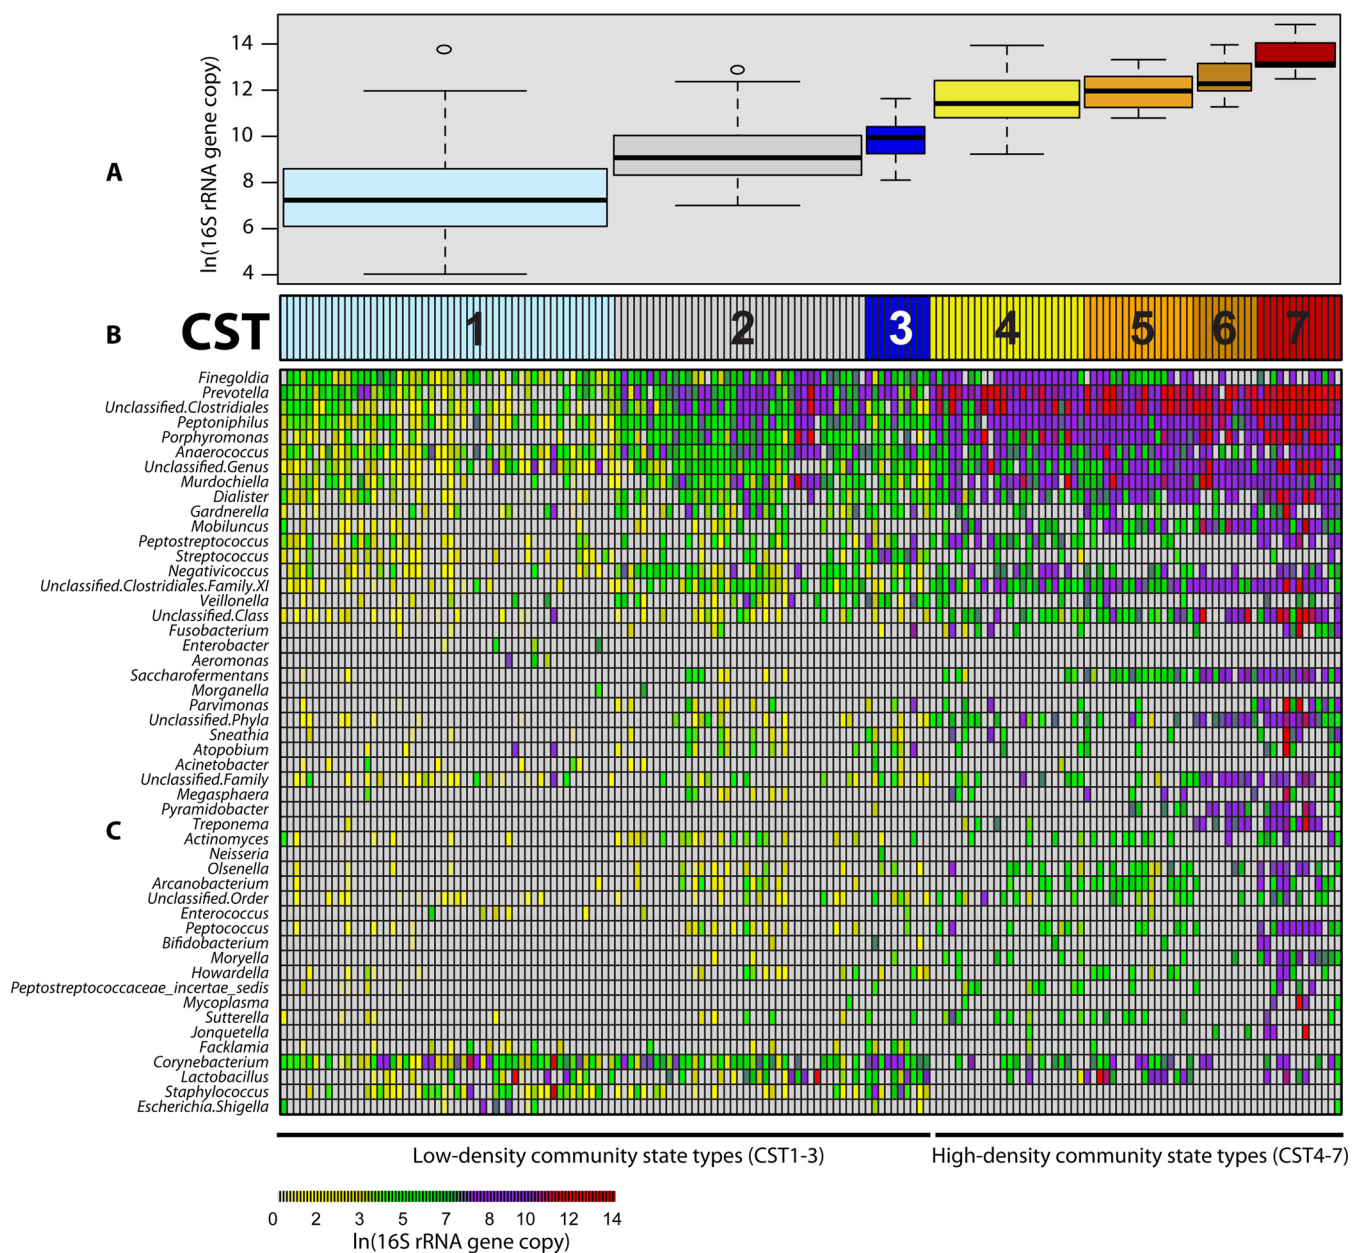 14
12
10
8
6
4
ln(16S rRNA gene copy)
A
B
CST
1
2
3
4
5
6
7
C
Finegoldia
Prevotella
Unclassified.Clostridiales
Peptoniphilus
Porphyromonas
Anaerococcus
Unclassified.Genus
Murdochiella
Dialister
Gardnerella
Mobiluncus
Peptostreptococcus
Streptococcus
Negativicoccus
Unclassified.Clostridiales.Family.XI
Veillonella
Unclassified.Class
Fusobacterium
Enterobacter
Aeromonas
Saccharofermentans
Morganella
Parvimonas
Unclassified.Phyla
Sneathia
Atopobium
Acinetobacter
Unclassified.Family
Megasphaera
Pyramidobacter
Treponema
Actinomyces
Neisseria
Olsenella
Arcanobacterium
Unclassified.Order
Enterococcus
Peptococcus
Bifidobacterium
Moryella
Howardella
Peptostreptococcaceae_incertae_sedis
Mycoplasma
Sutterella
Jonquetella
Facklamia
Corynebacterium
Lactobacillus
Staphylococcus
Escherichia.Shigella
Low-density community state types (CST1-3)
High-density community state types (CST4-7)
0 2 3 5 7 8 10 12 14
ln(16S rRNA gene copy)